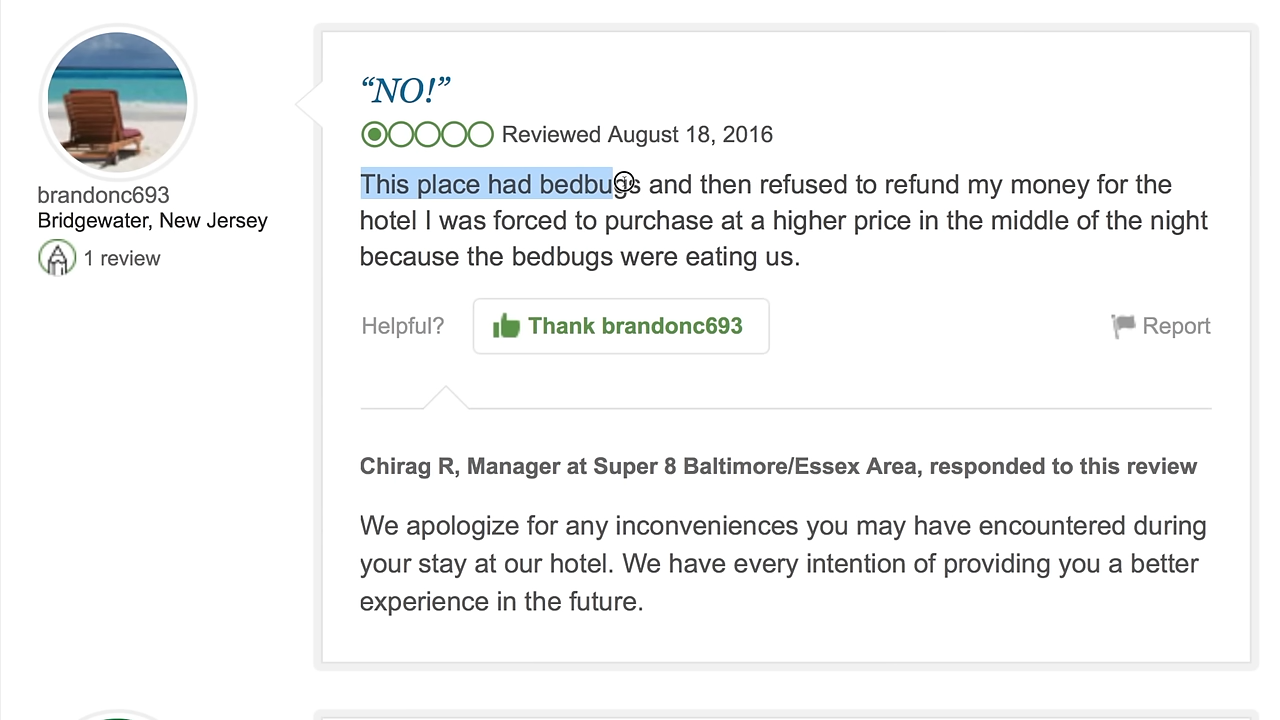 “NO!”
Reviewed August 18, 2016
This place had bedbugs and then refused to refund my money for the
hotel I was forced to purchase at a higher price in the middle of the night
because the bedbugs were eating us.
brandonc693
Bridgewater, New Jersey
1 review
Helpful?
Thank brandonc693
Report
Chirag R, Manager at Super 8 Baltimore/Essex Area, responded to this review
We apologize for any inconveniences you may have encountered during
your stay at our hotel. We have every intention of providing you a better
experience in the future.